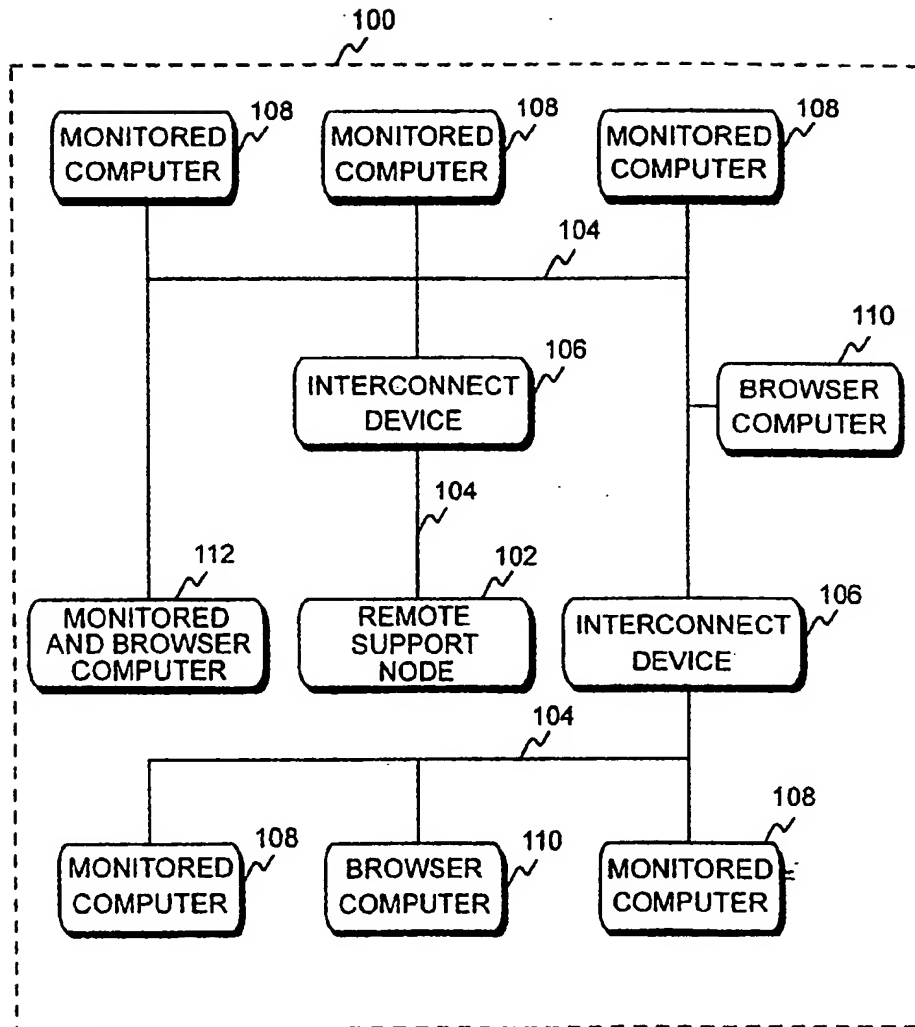 100
108
MONITORED
COMPUTER
108
MONITORED
COMPUTER
108
MONITORED
COMPUTER
104
106
INTERCONNECT
DEVICE
110
BROWSER
COMPUTER
104
112
MONITORED
AND BROWSER
COMPUTER
102
REMOTE
SUPPORT
NODE
106
INTERCONNECT
DEVICE
104
108
MONITORED
COMPUTER
110
BROWSER
COMPUTER
108
MONITORED
COMPUTER